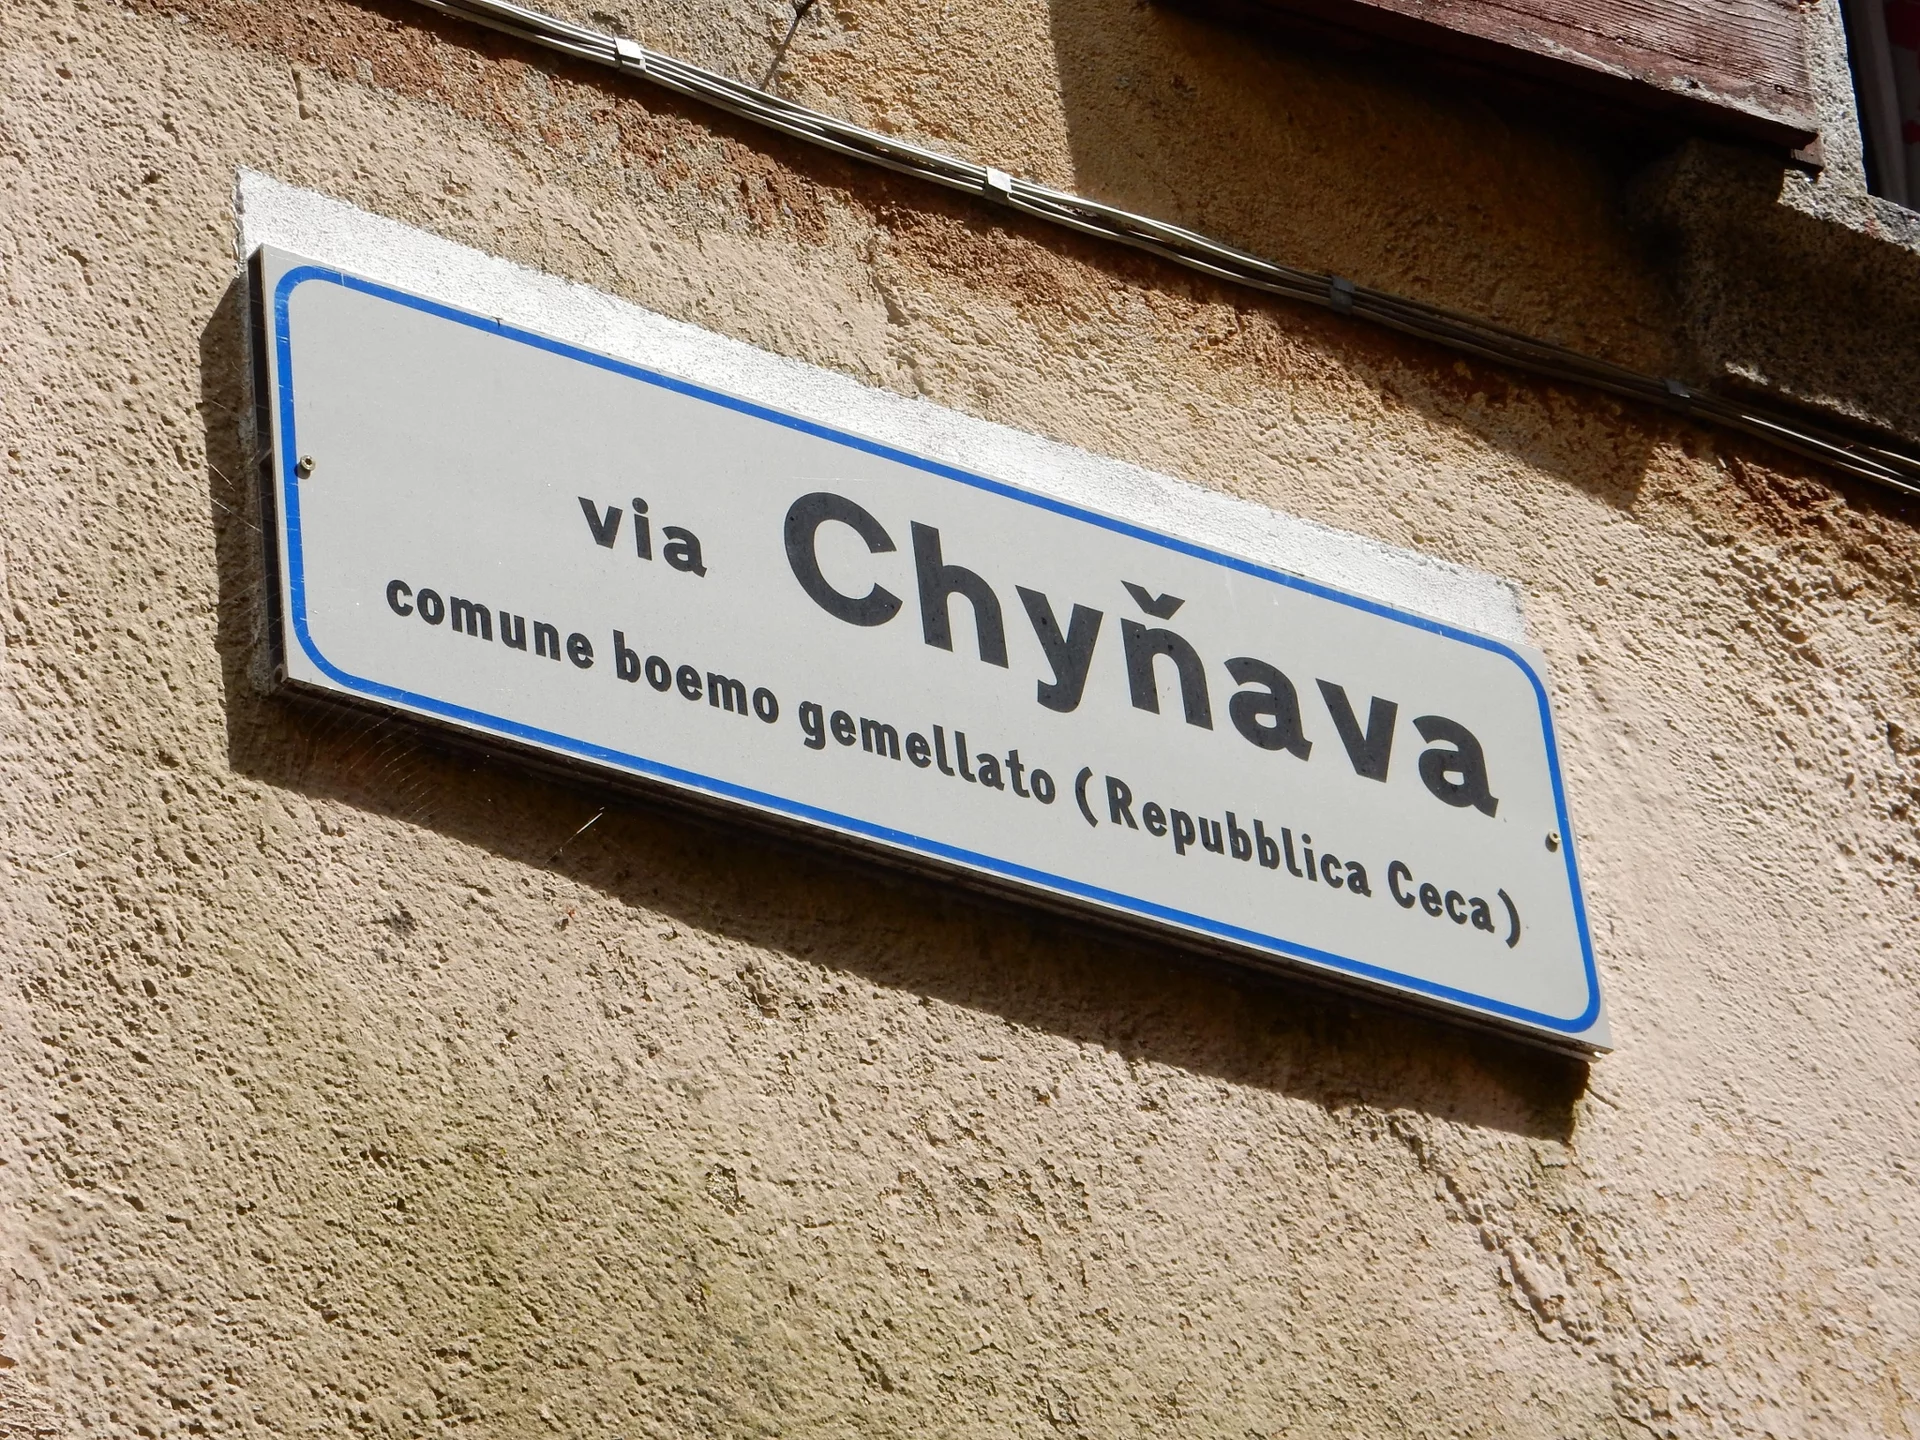 via Chyňava
comune boemo gemellato (Repubblica Ceca)